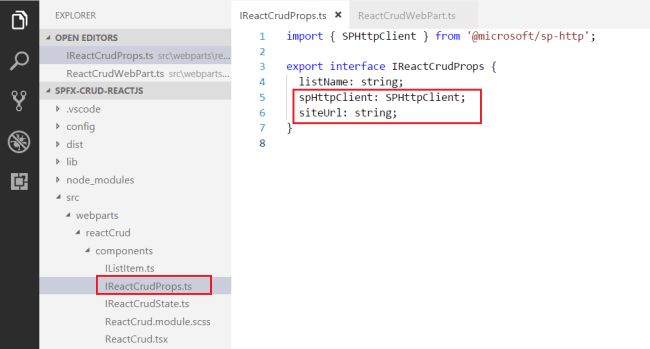 EXPLORER
OPEN EDITORS
IReactCrudProps.ts src\webparts\re...
ReactCrudWebPart.ts src\webparts...
SPFX-CRUD-REACTJS
.vscode
config
dist
lib
node_modules
src
webparts
reactCrud
components
IListItem.ts
IReactCrudProps.ts
IReactCrudState.ts
ReactCrud.module.scss
ReactCrud.tsx
IReactCrudProps.ts × ReactCrudWebPart.ts
1 import { SPHttpClient } from '@microsoft/sp-http';
2
3 export interface IReactCrudProps {
4 listName: string;
5 spHttpClient: SPHttpClient;
6 siteUrl: string;
7 }
8